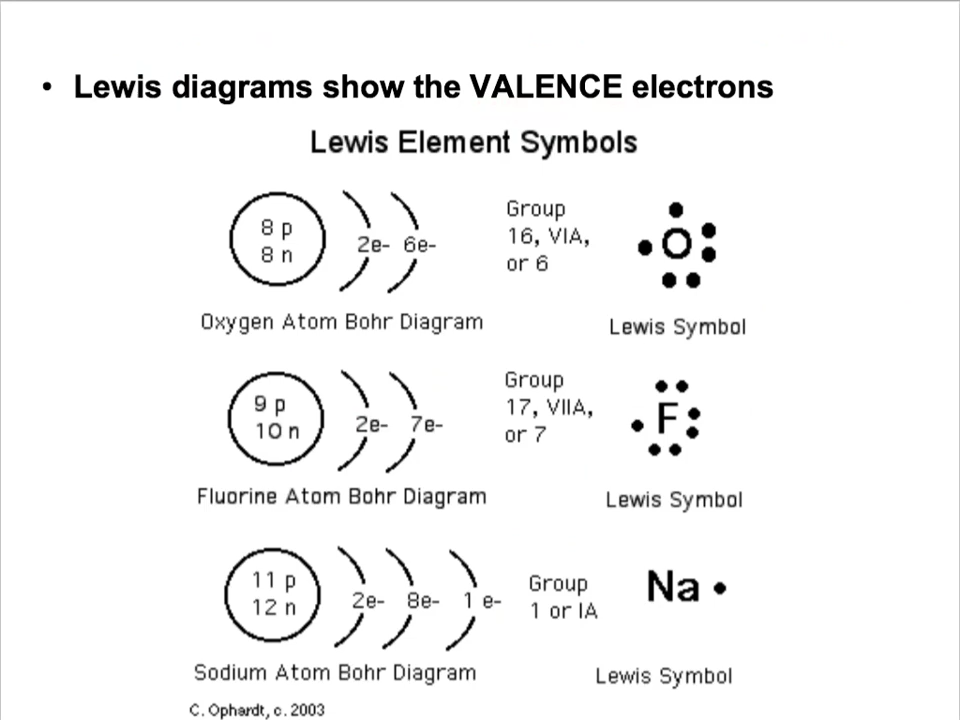 • Lewis diagrams show the VALENCE electrons
Lewis Element Symbols
8 p
8 n
2e- 6e-
Group
16, VIA,
or 6
O
Oxygen Atom Bohr Diagram
Lewis Symbol
9 p
10 n
2e- 7e-
Group
17, VIIA,
or 7
F
Fluorine Atom Bohr Diagram
Lewis Symbol
11 p
12 n
2e- 8e- 1 e-
Group
1 or IA
Na
Sodium Atom Bohr Diagram
Lewis Symbol
C. Ophardt, c. 2003